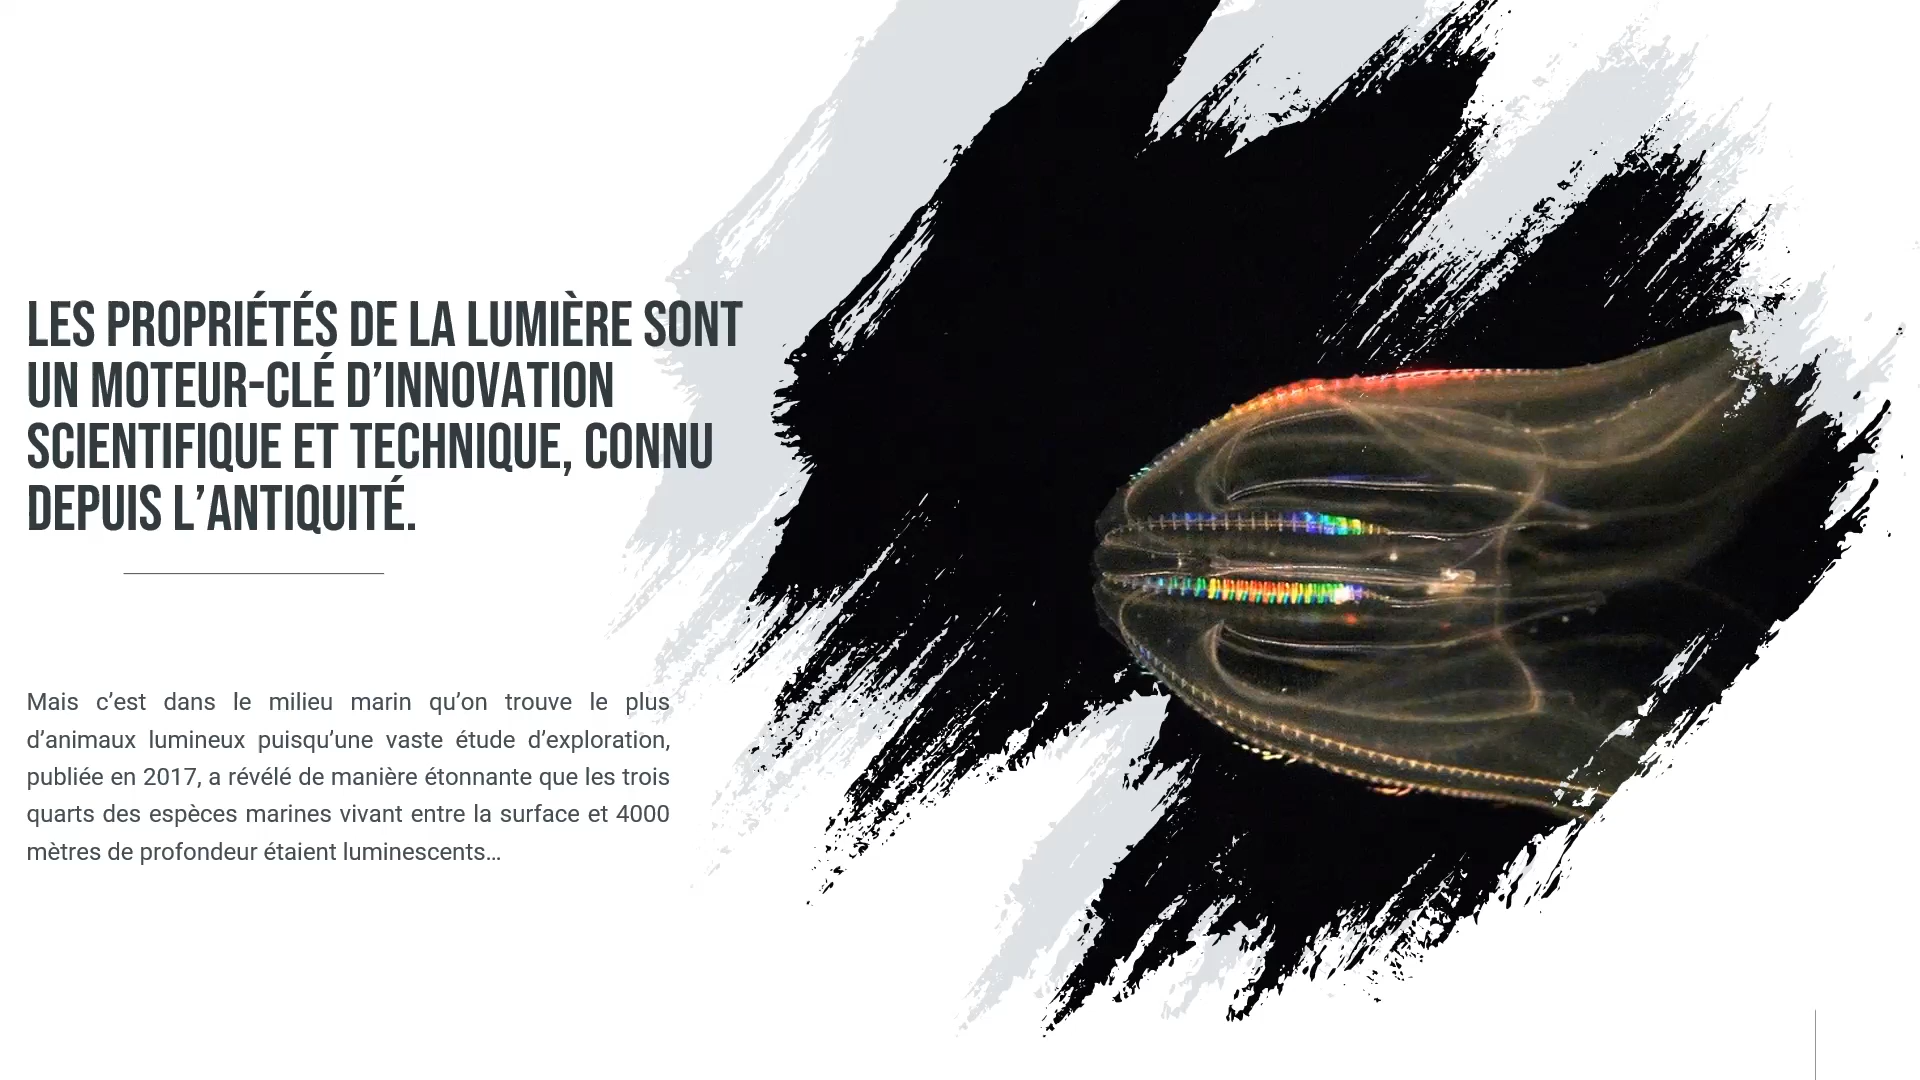 LES PROPRIÉTÉS DE LA LUMIÈRE SONT
UN MOTEUR-CLÉ D’INNOVATION
SCIENTIFIQUE ET TECHNIQUE, CONNU
DEPUIS L’ANTIQUITÉ.
Mais c’est dans le milieu marin qu’on trouve le plus
d’animaux lumineux puisqu’une vaste étude d’exploration,
publiée en 2017, a révélé de manière étonnante que les trois
quarts des espèces marines vivant entre la surface et 4000
mètres de profondeur étaient luminescents…